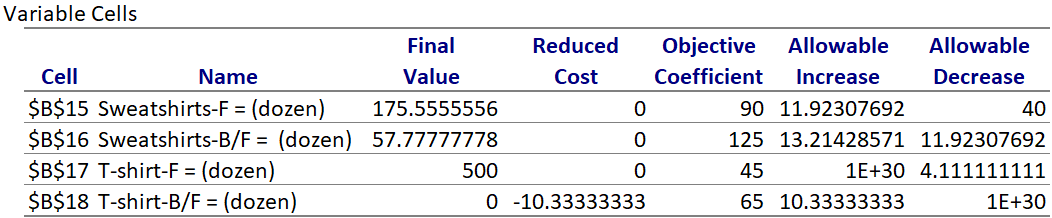 Variable Cells
Final Reduced Objective Allowable Allowable
Cell Name Value Cost Coefficient Increase Decrease
$B$15 Sweatshirts-F = (dozen) 175.5555556 0 90 11.92307692 40
$B$16 Sweatshirts-B/F = (dozen) 57.77777778 0 125 13.21428571 11.92307692
$B$17 T-shirt-F = (dozen) 500 0 45 1E+30 4.111111111
$B$18 T-shirt-B/F = (dozen) 0 -10.33333333 65 10.33333333 1E+30